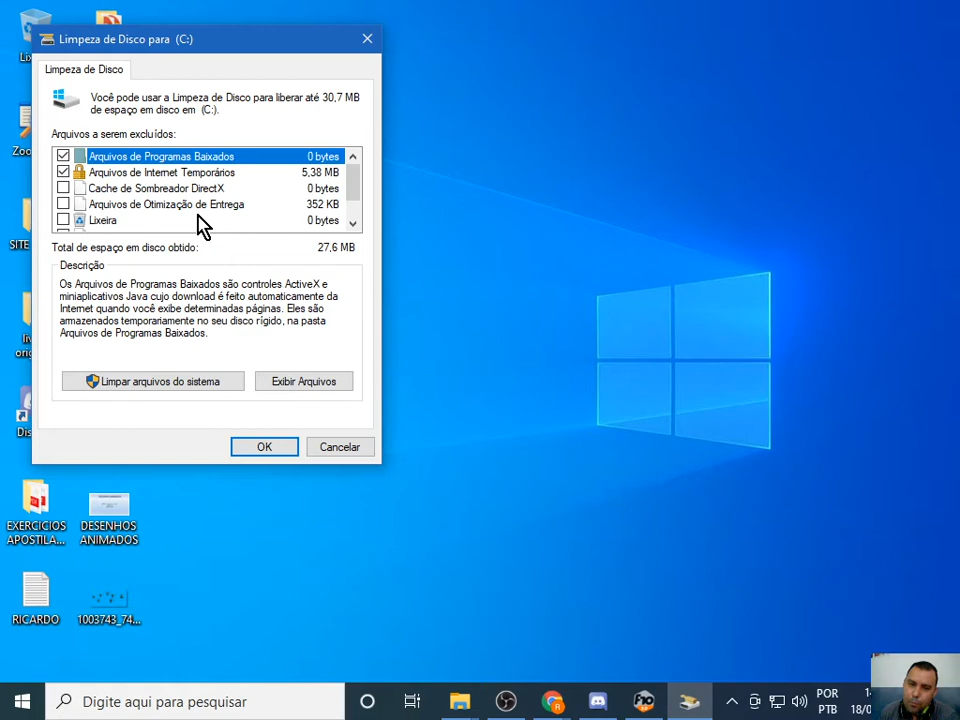 Limpeza de Disco para (C:)
Limpeza de Disco
Você pode usar a Limpeza de Disco para liberar até 30,7 MB
de espaço em disco em (C:).
Arquivos a serem excluídos:
Arquivos de Programas Baixados 0 bytes
Arquivos de Internet Temporários 5,38 MB
Cache de Sombreador DirectX 0 bytes
Arquivos de Otimização de Entrega 352 KB
Lixeira 0 bytes
Total de espaço em disco obtido: 27,6 MB
Descrição
Os Arquivos de Programas Baixados são controles ActiveX e
miniaplicativos Java cujo download é feito automaticamente da
Internet quando você exibe determinadas páginas. Eles são
armazenados temporariamente no seu disco rígido, na pasta
Arquivos de Programas Baixados.
Limpar arquivos do sistema
Exibir Arquivos
OK
Cancelar
EXERCICIOS
APOSTILA...
DESENHOS
ANIMADOS
RICARDO
1003743_74...
Digite aqui para pesquisar
POR
PTB